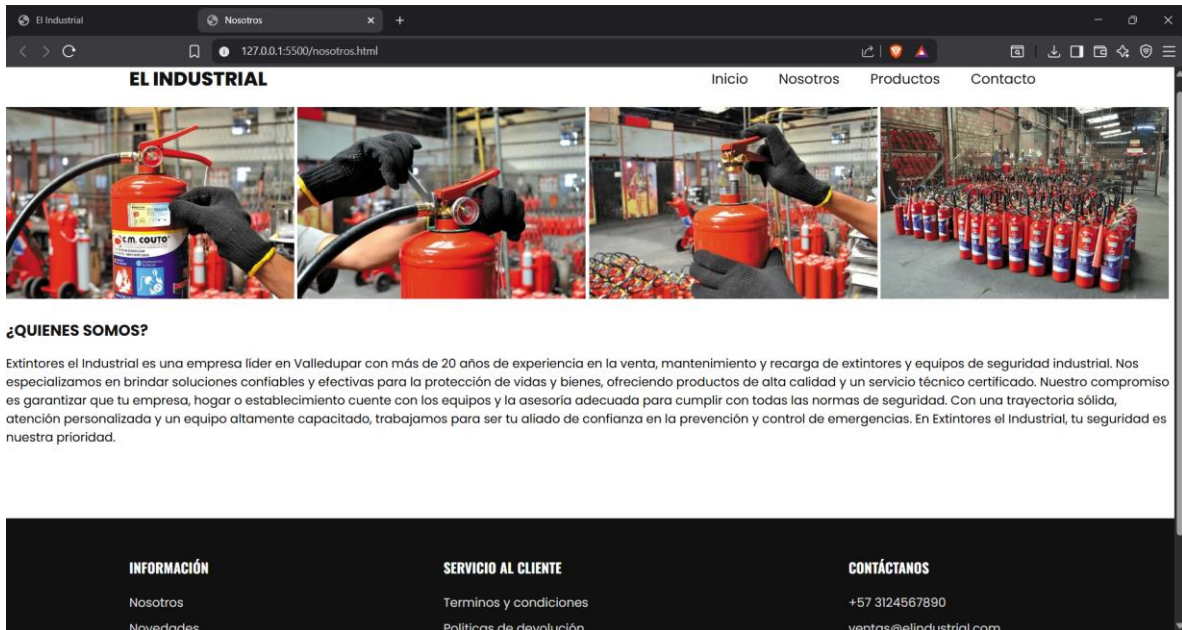 El Industrial
Nosotros
127.0.0.1:5500/nosotros.html
EL INDUSTRIAL
Inicio Nosotros Productos Contacto
C.M. COUTO
¿QUIENES SOMOS?
Extintores el Industrial es una empresa líder en Valledupar con más de 20 años de experiencia en la venta, mantenimiento y recarga de extintores y equipos de seguridad industrial. Nos
especializamos en brindar soluciones confiables y efectivas para la protección de vidas y bienes, ofreciendo productos de alta calidad y un servicio técnico certificado. Nuestro compromiso
es garantizar que tu empresa, hogar o establecimiento cuente con los equipos y la asesoría adecuada para cumplir con todas las normas de seguridad. Con una trayectoria sólida,
atención personalizada y un equipo altamente capacitado, trabajamos para ser tu aliado de confianza en la prevención y control de emergencias. En Extintores el Industrial, tu seguridad es
nuestra prioridad.
INFORMACIÓN SERVICIO AL CLIENTE CONTÁCTANOS
Nosotros Terminos y condiciones +57 3124567890
Novedades Politicas de devolución ventas@elindustrial.com